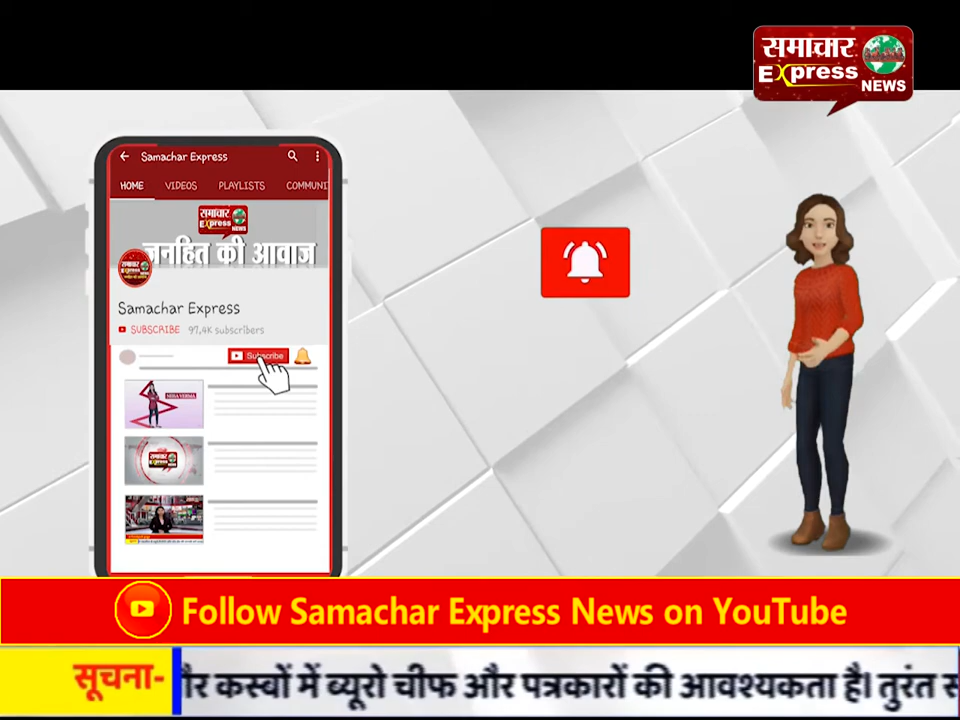 समाचार
Express
NEWS
Samachar Express
HOME VIDEOS PLAYLISTS COMMUNI
समाचार
Express
NEWS
जनहित की आवाज
Samachar Express
SUBSCRIBE 97.4K subscribers
Subscribe
Follow Samachar Express News on YouTube
सूचना- कस्बों में ब्यूरो चीफ और पत्रकारों की आवश्यकता है। तुरंत